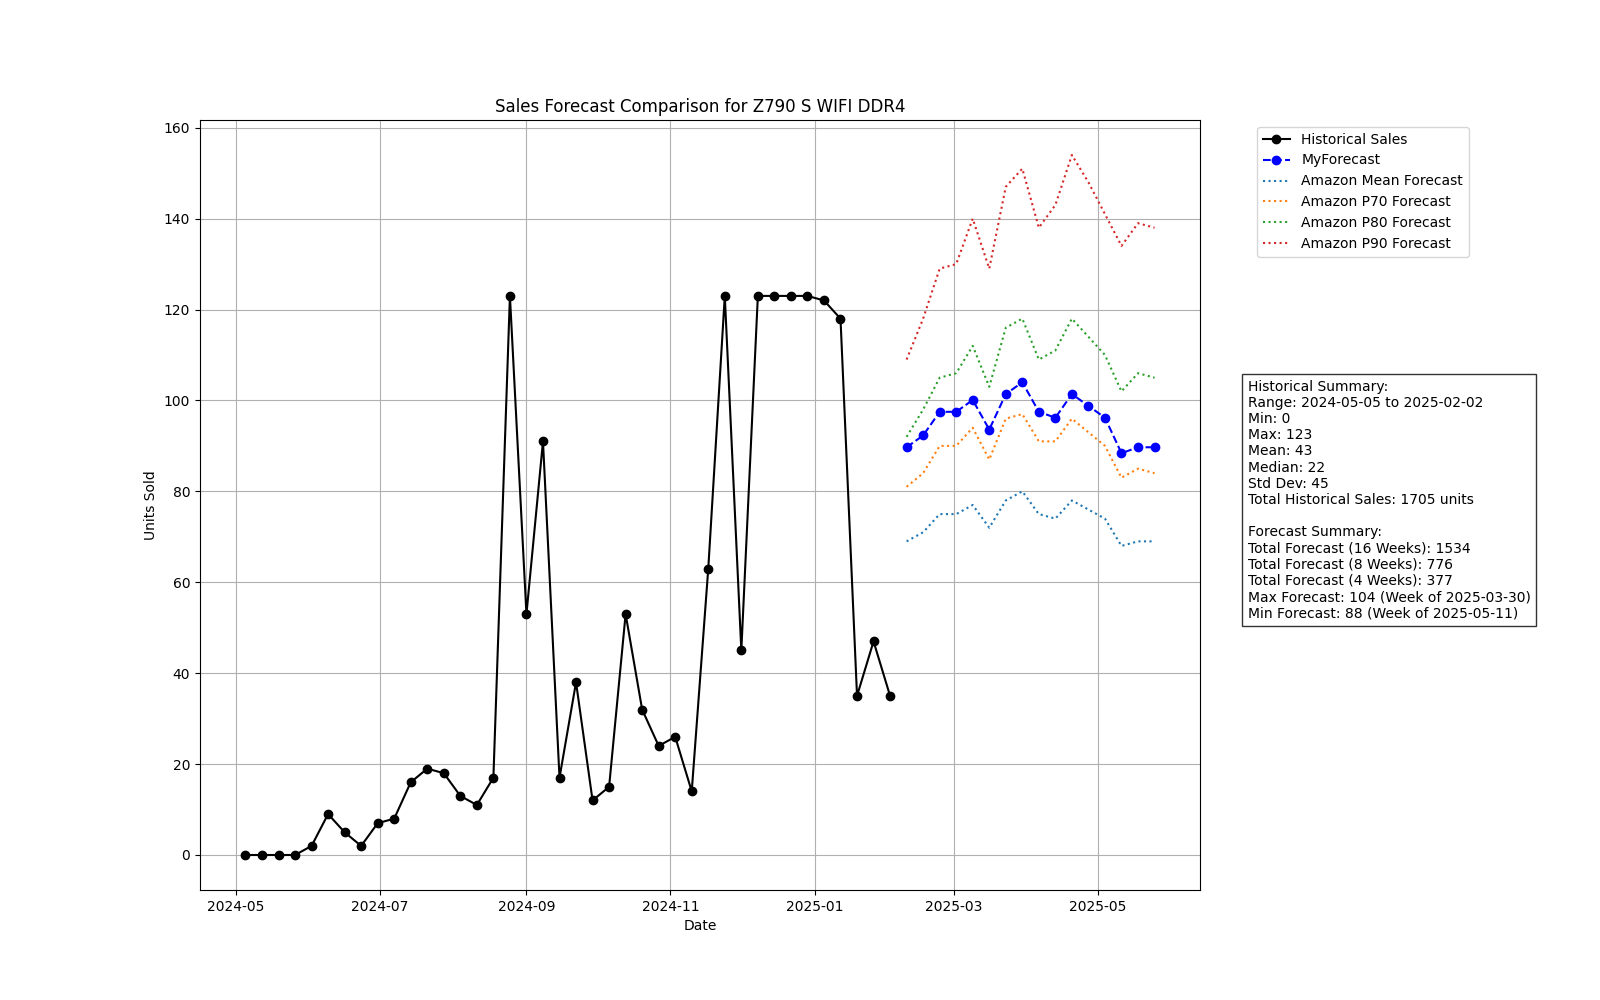 Sales Forecast Comparison for Z790 S WIFI DDR4
160
140
120
100
80
60
40
20
0
Units Sold
2024-05
2024-07
2024-09
2024-11
2025-01
2025-03
2025-05
Date
Historical Sales
MyForecast
Amazon Mean Forecast
Amazon P70 Forecast
Amazon P80 Forecast
Amazon P90 Forecast
Historical Summary:
Range: 2024-05-05 to 2025-02-02
Min: 0
Max: 123
Mean: 43
Median: 22
Std Dev: 45
Total Historical Sales: 1705 units
Forecast Summary:
Total Forecast (16 Weeks): 1534
Total Forecast (8 Weeks): 776
Total Forecast (4 Weeks): 377
Max Forecast: 104 (Week of 2025-03-30)
Min Forecast: 88 (Week of 2025-05-11)